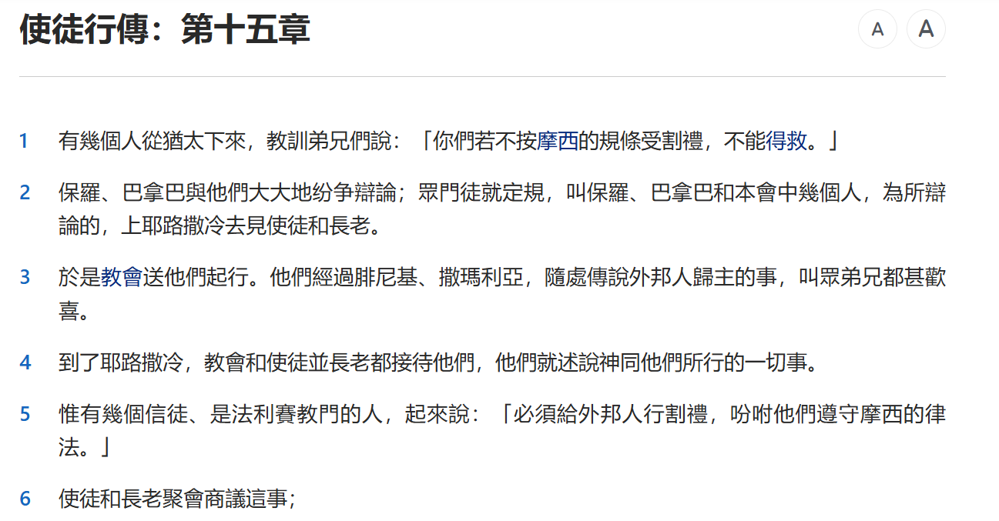 使徒行傳：第十五章
A A
1 有幾個人從猶太下來，教訓弟兄們說：「你們若不按摩西的規條受割禮，不能得救。」
2 保羅、巴拿巴與他們大大地纷争辯論；眾門徒就定規，叫保羅、巴拿巴和本會中幾個人，為所辯
論的，上耶路撒冷去見使徒和長老。
3 於是教會送他們起行。他們經過腓尼基、撒瑪利亞，隨處傳說外邦人歸主的事，叫眾弟兄都甚歡
喜。
4 到了耶路撒冷，教會和使徒並長老都接待他們，他們就述說神同他們所行的一切事。
5 惟有幾個信徒、是法利賽教門的人，起來說：「必須給外邦人行割禮，吩咐他們遵守摩西的律
法。」
6 使徒和長老聚會商議這事；